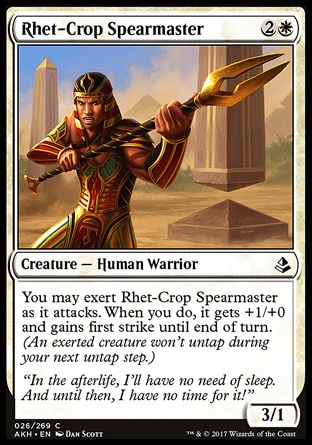 Rhet-Crop Spearmaster 2
Creature — Human Warrior
You may exert Rhet-Crop Spearmaster
as it attacks. When you do, it gets +1/+0
and gains first strike until end of turn.
(An exerted creature won't untap during
your next untap step.)
"In the afterlife, I'll have no need of sleep.
And until then, I have no time for it!"
3/1
026/269 C
AKH • EN Dan Scott
™ & © 2017 Wizards of the Coast